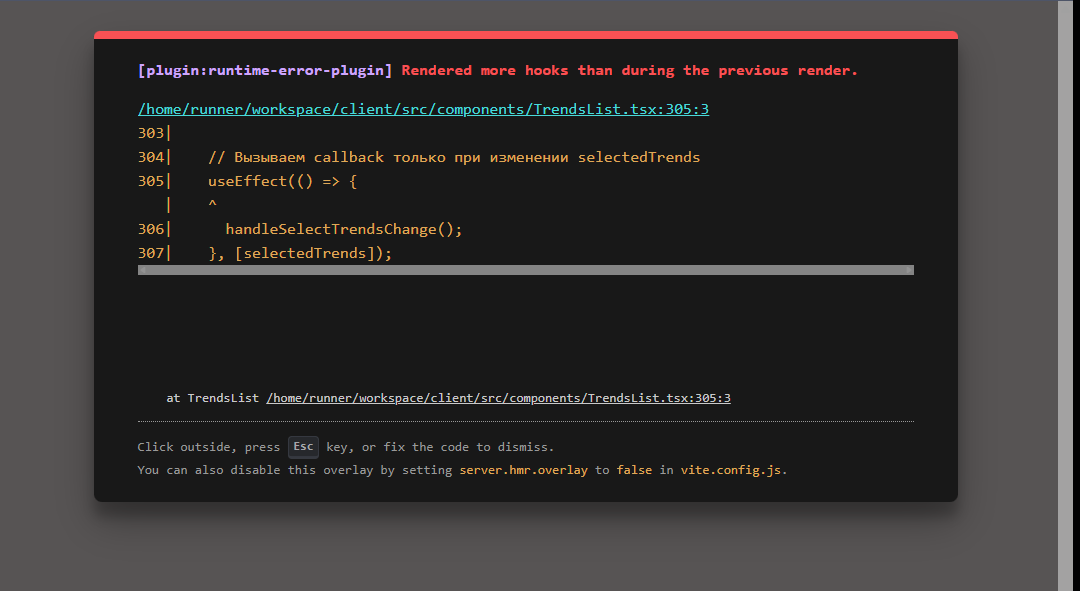 [plugin:runtime-error-plugin] Rendered more hooks than during the previous render.
/home/runner/workspace/client/src/components/TrendsList.tsx:305:3
303|
304|    // Вызываем callback только при изменении selectedTrends
305|    useEffect(() => {
   |    ^
306|      handleSelectTrendsChange();
307|    }, [selectedTrends]);
at TrendsList /home/runner/workspace/client/src/components/TrendsList.tsx:305:3
Click outside, press Esc key, or fix the code to dismiss.
You can also disable this overlay by setting server.hmr.overlay to false in vite.config.js.